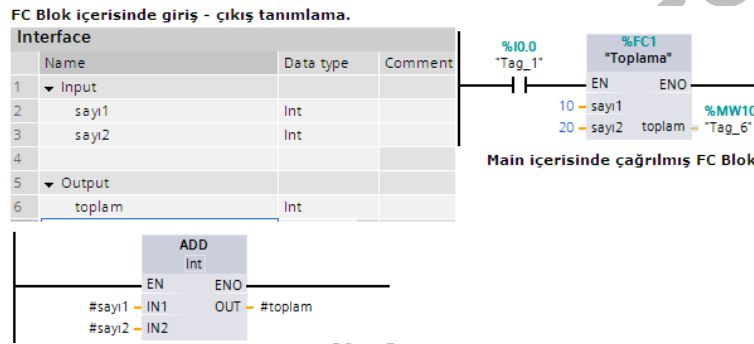 FC Blok içerisinde giriş - çıkış tanımlama.
Interface
Name Data type Comment
1 Input
2 sayı1 Int
3 sayı2 Int
4
5 Output
6 toplam Int
%I0.0
"Tag_1"
%FC1
"Toplama"
EN ENO
10 sayı1
%MW10
20 sayı2 toplam "Tag_6"
Main içerisinde çağrılmış FC Blok
ADD
Int
EN ENO
#sayı1 IN1 OUT #toplam
#sayı2 IN2